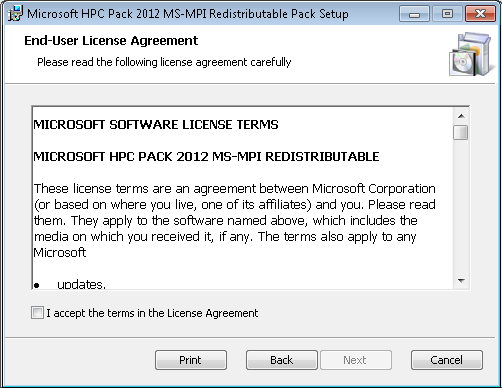 Microsoft HPC Pack 2012 MS-MPI Redistributable Pack Setup
End-User License Agreement
Please read the following license agreement carefully
MICROSOFT SOFTWARE LICENSE TERMS
MICROSOFT HPC PACK 2012 MS-MPI REDISTRIBUTABLE
These license terms are an agreement between Microsoft Corporation
(or based on where you live, one of its affiliates) and you. Please read
them. They apply to the software named above, which includes the
media on which you received it, if any. The terms also apply to any
Microsoft
• updates,
I accept the terms in the License Agreement
Print Back Next Cancel